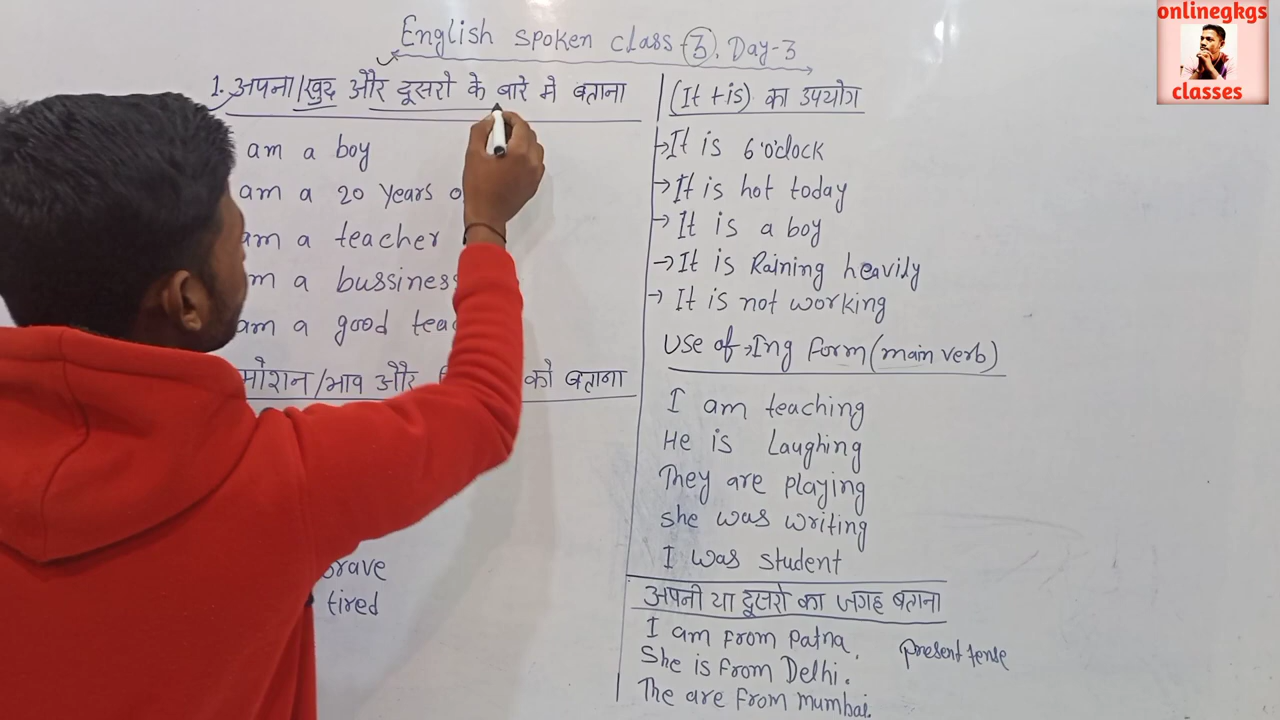 English spoken class (3). Day-3
1. अपना/खुद और दूसरो के बारे मे बताना
am a boy
am a 20 years
am a teacher
a bussiness
am a good
मोशन/भाव और को बताना
brave
tired
(It + is) का उपयोग
→It is 6'o'clock
→It is hot today
→It is a boy
→It is Raining heavily
→It is not working
use of →Ing form (main verb)
I am teaching
He is Laughing
They are playing
she was writing
I was student
अपनी या दूसरो का जगह बताना
I am from Patna.
present tense
She is from Delhi.
The are from mumbai.
onlinegkgs
classes